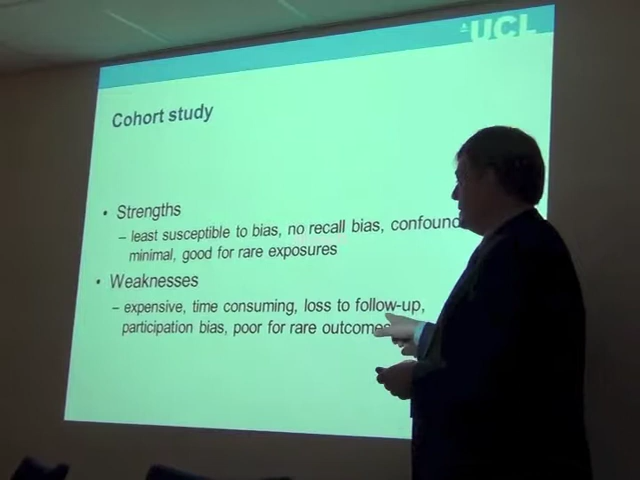 UCL
Cohort study
• Strengths
– least susceptible to bias, no recall bias, confound
minimal, good for rare exposures
• Weaknesses
– expensive, time consuming, loss to follow-up,
participation bias, poor for rare outcomes